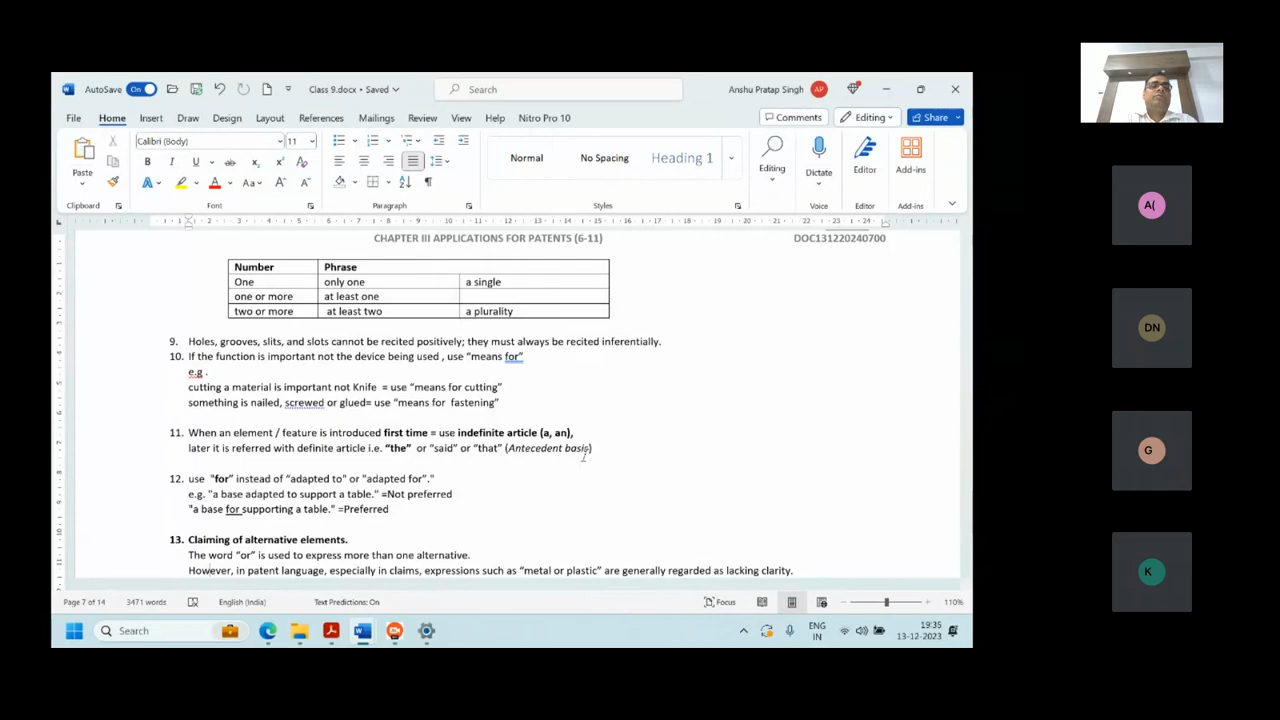 AutoSave On Class 9.docx • Saved Search Anshu Pratap Singh AP
File Home Insert Draw Design Layout References Mailings Review View Help Nitro Pro 10 Comments Editing Share
Calibri (Body) 11
Paste Normal No Spacing Heading 1 Editing Dictate Editor Add-ins
Clipboard Font Paragraph Styles Voice Editor Add-ins
CHAPTER III APPLICATIONS FOR PATENTS (6-11) DOC131220240700
Number Phrase
One only one a single
one or more at least one
two or more at least two a plurality
9. Holes, grooves, slits, and slots cannot be recited positively; they must always be recited inferentially.
10. If the function is important not the device being used , use “means for”
e.g .
cutting a material is important not Knife = use “means for cutting”
something is nailed, screwed or glued= use “means for fastening”
11. When an element / feature is introduced first time = use indefinite article (a, an),
later it is referred with definite article i.e. “the” or “said” or “that” (Antecedent basis)
12. use "for" instead of “adapted to" or "adapted for"."
e.g. "a base adapted to support a table." =Not preferred
"a base for supporting a table." =Preferred
13. Claiming of alternative elements.
The word “or” is used to express more than one alternative.
However, in patent language, especially in claims, expressions such as “metal or plastic” are generally regarded as lacking clarity.
Page 7 of 14 3471 words English (India) Text Predictions: On Focus 110%
Search ENG IN 19:35 13-12-2023
A(
DN
G
K